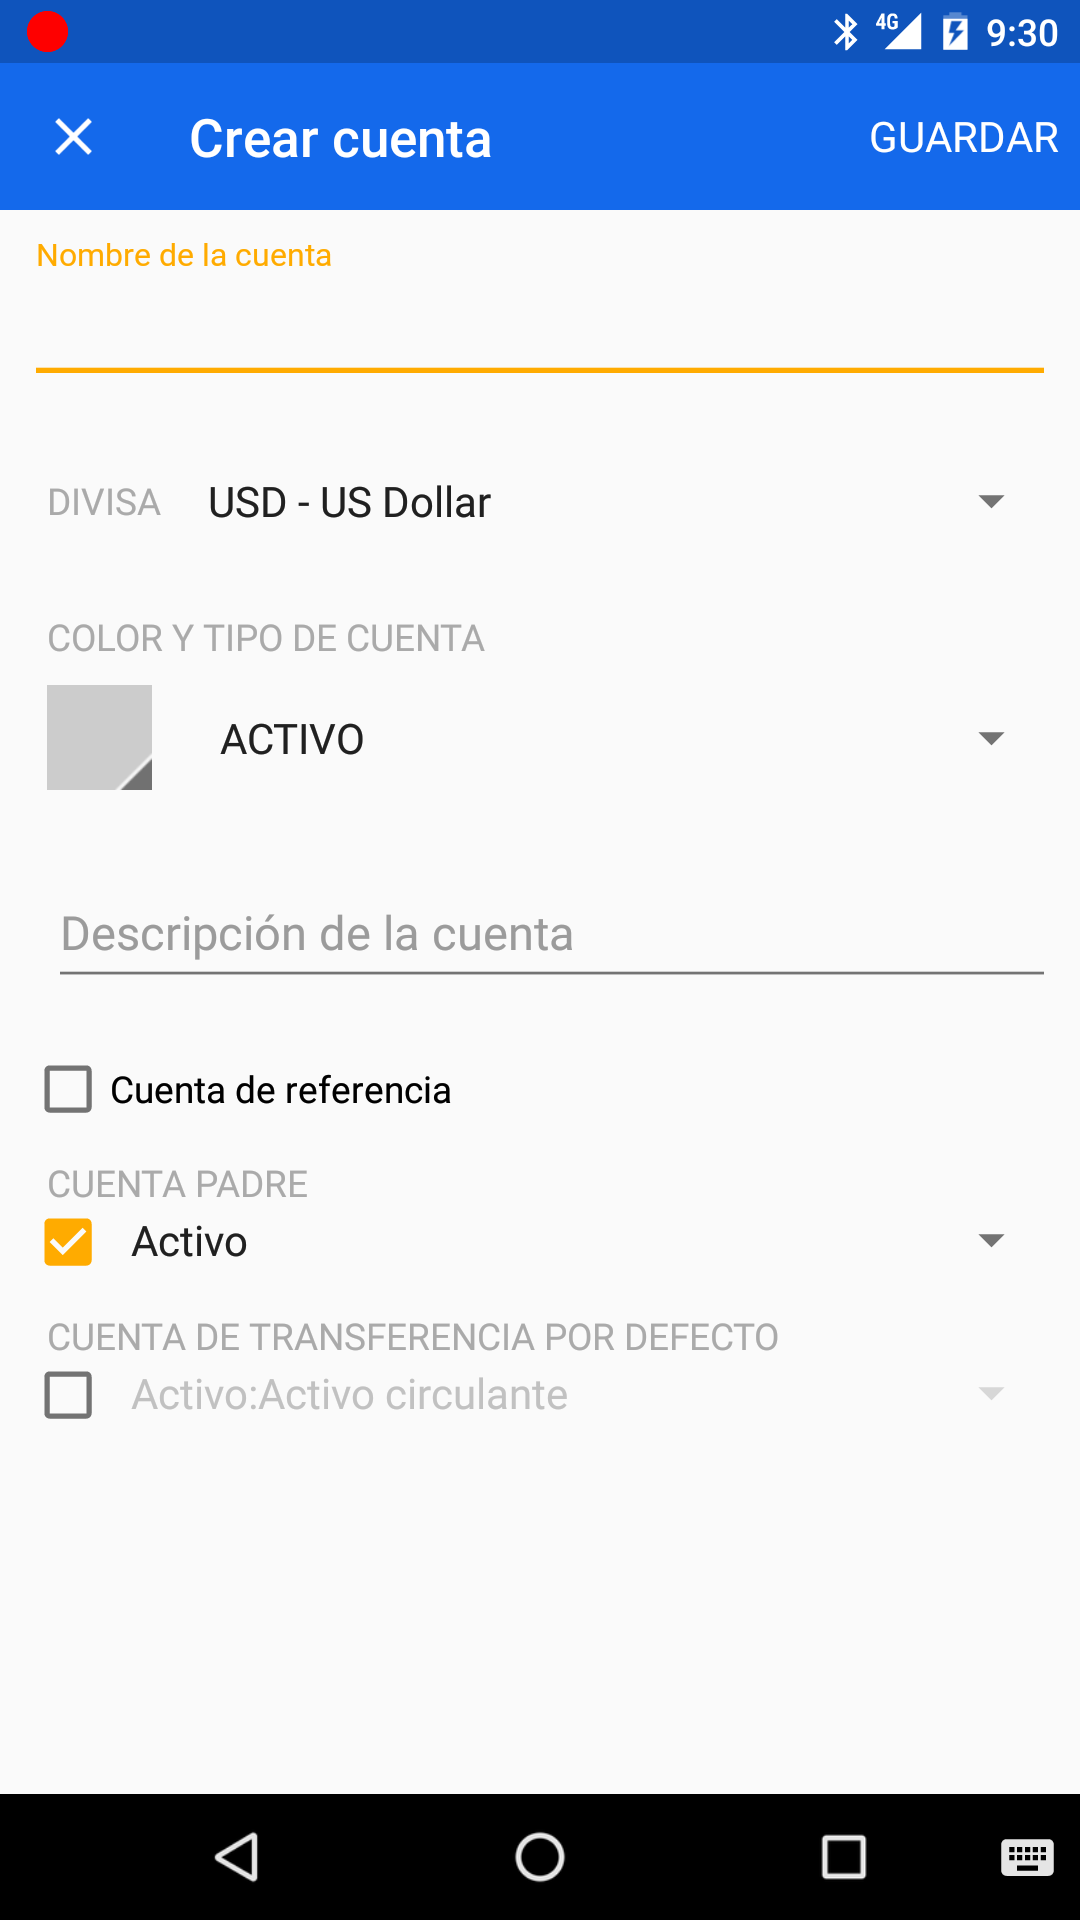 4G 9:30
Crear cuenta GUARDAR
Nombre de la cuenta
DIVISA USD - US Dollar
COLOR Y TIPO DE CUENTA
ACTIVO
Descripción de la cuenta
Cuenta de referencia
CUENTA PADRE
Activo
CUENTA DE TRANSFERENCIA POR DEFECTO
Activo:Activo circulante